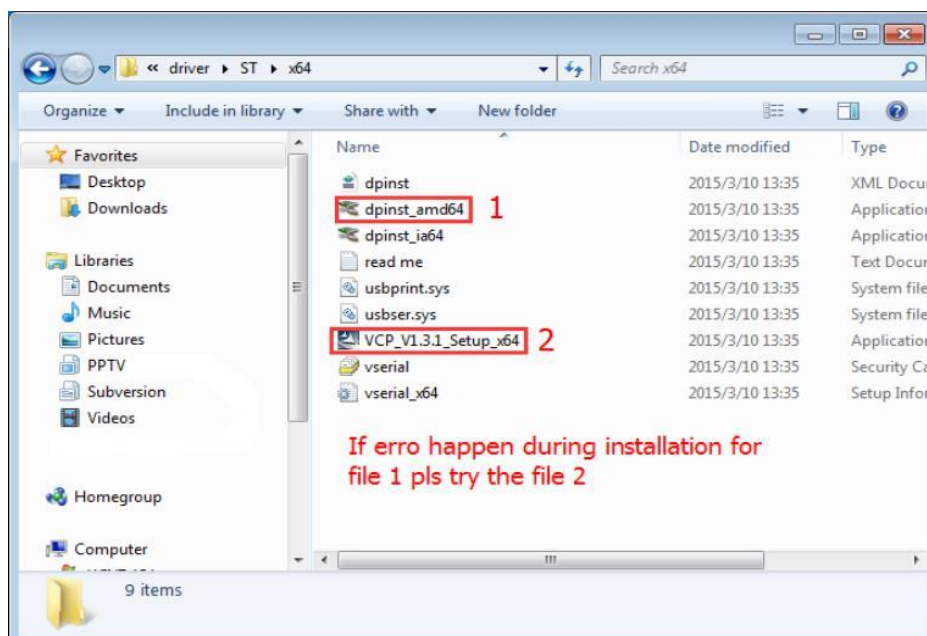 « driver ▸ ST ▸ x64
Search x64
Organize ▾ Include in library ▾ Share with ▾ New folder
Name Date modified Type
Favorites
Desktop
Downloads
Libraries
Documents
Music
Pictures
PPTV
Subversion
Videos
Homegroup
Computer
dpinst 2015/3/10 13:35 XML Docu
dpinst_amd64 1 2015/3/10 13:35 Application
dpinst_ia64 2015/3/10 13:35 Application
read me 2015/3/10 13:35 Text Docu
usbprint.sys 2015/3/10 13:35 System file
usbser.sys 2015/3/10 13:35 System file
VCP_V1.3.1_Setup_x64 2 2015/3/10 13:35 Application
vserial 2015/3/10 13:35 Security Ca
vserial_x64 2015/3/10 13:35 Setup Infor
If erro happen during installation for
file 1 pls try the file 2
9 items